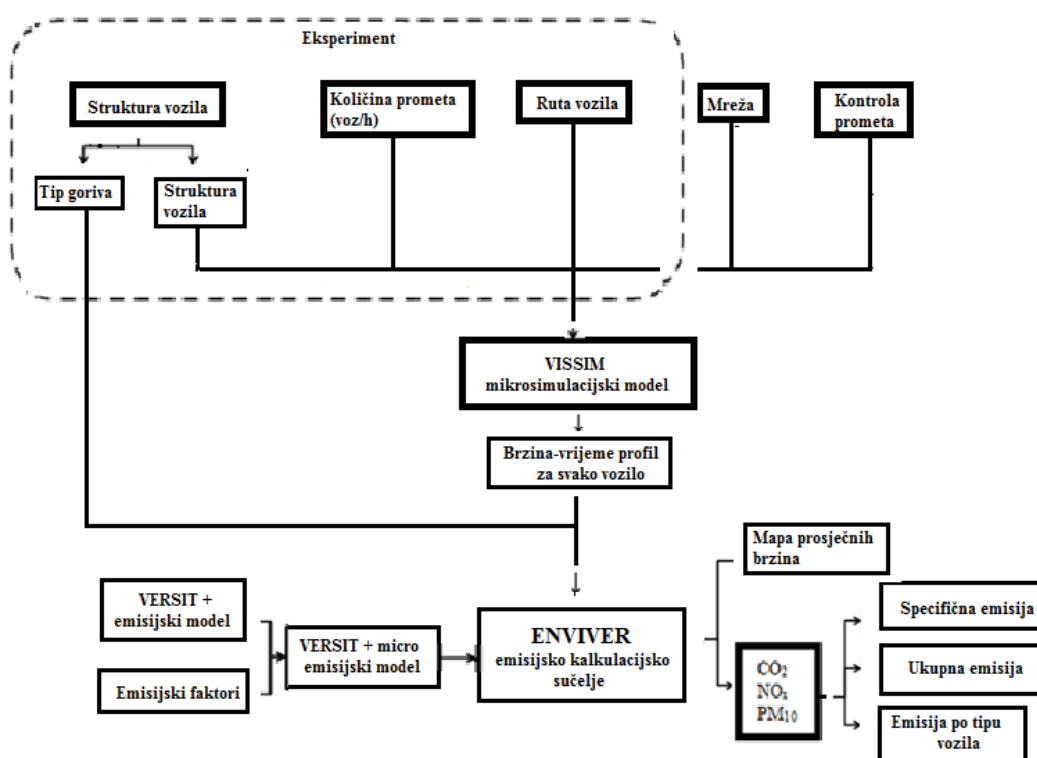 Eksperiment
Struktura vozila
Količina prometa
(voz/h)
Ruta vozila
Mreža
Kontrola
prometa
Tip goriva
Struktura
vozila
VISSIM
mikrosimulacijski model
Brzina-vrijeme profil
za svako vozilo
Mapa prosječnih
brzina
VERSIT +
emisijski model
Emisijski faktori
VERSIT + micro
emisijski model
ENVIVER
emisijsko kalkulacijsko
sučelje
CO₂
NOₓ
PM₁₀
Specifična emisija
Ukupna emisija
Emisija po tipu
vozila